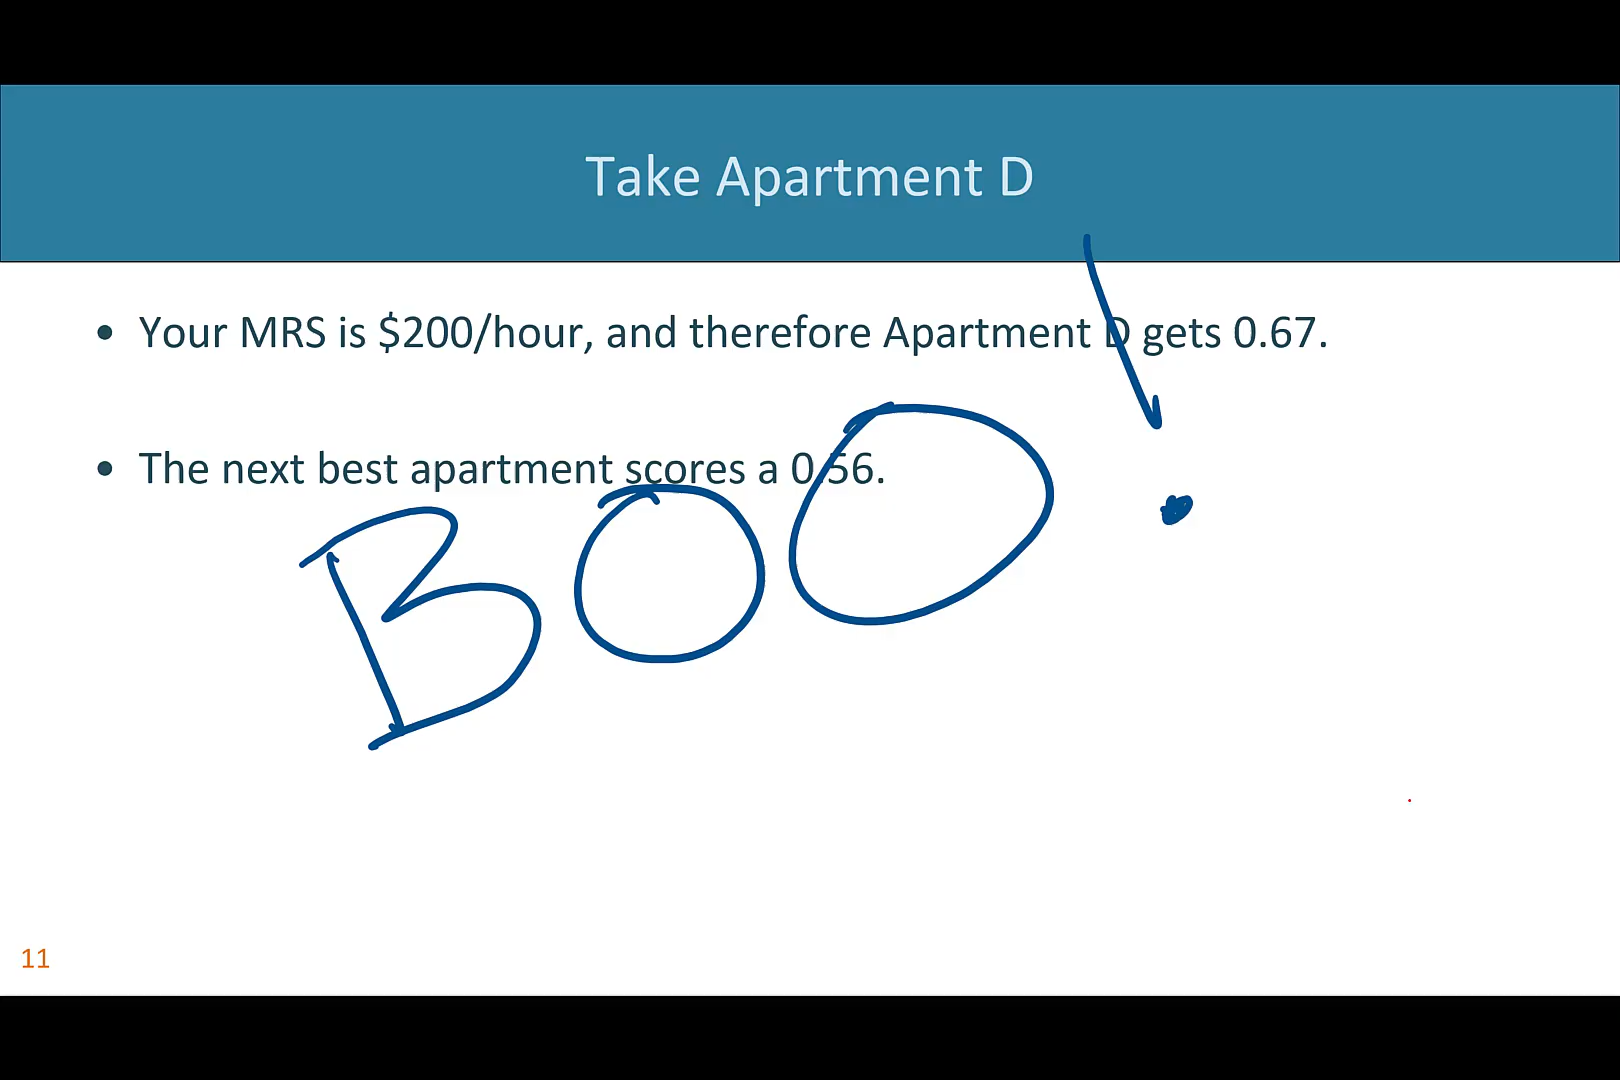 Take Apartment D
• Your MRS is $200/hour, and therefore Apartment D gets 0.67.
• The next best apartment scores a 0.56.
BOO!
11